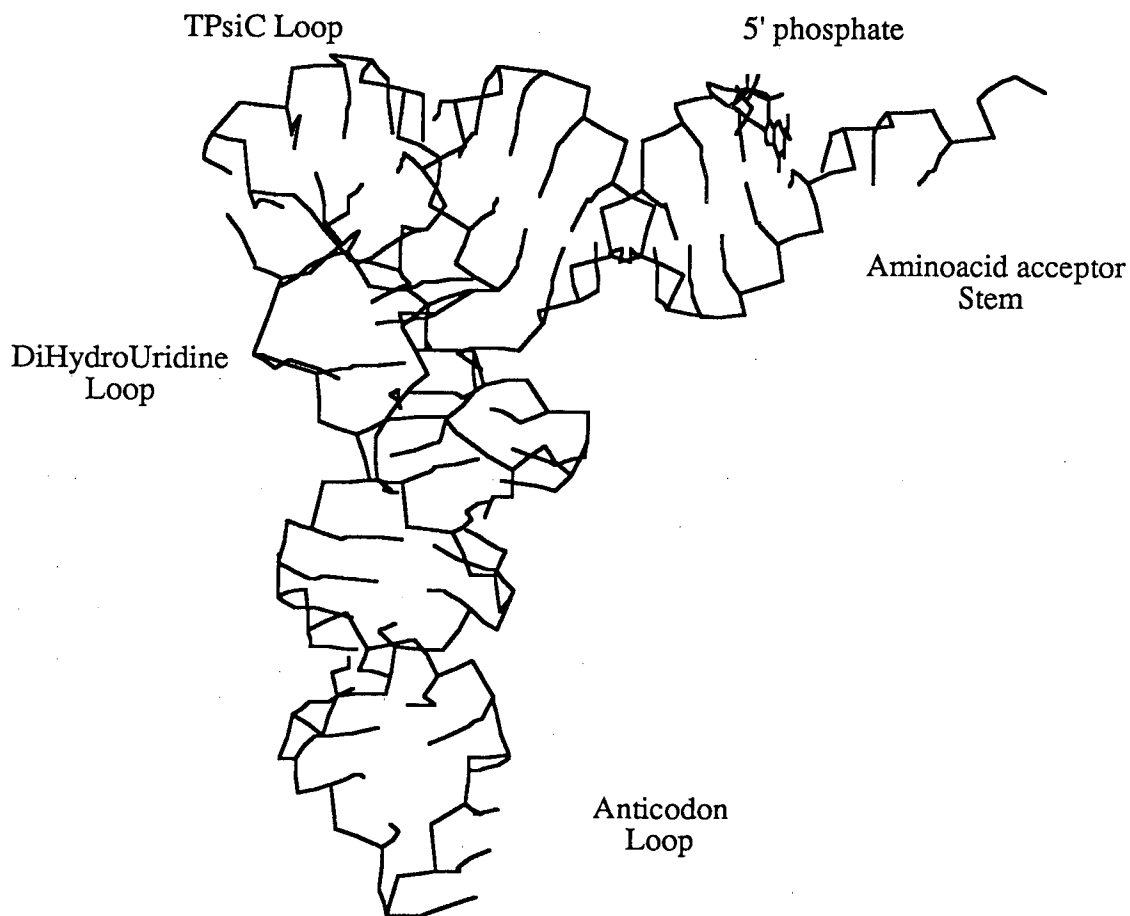 TPsiC Loop
5' phosphate
Aminoacid acceptor
Stem
DiHydroUridine
Loop
Anticodon
Loop